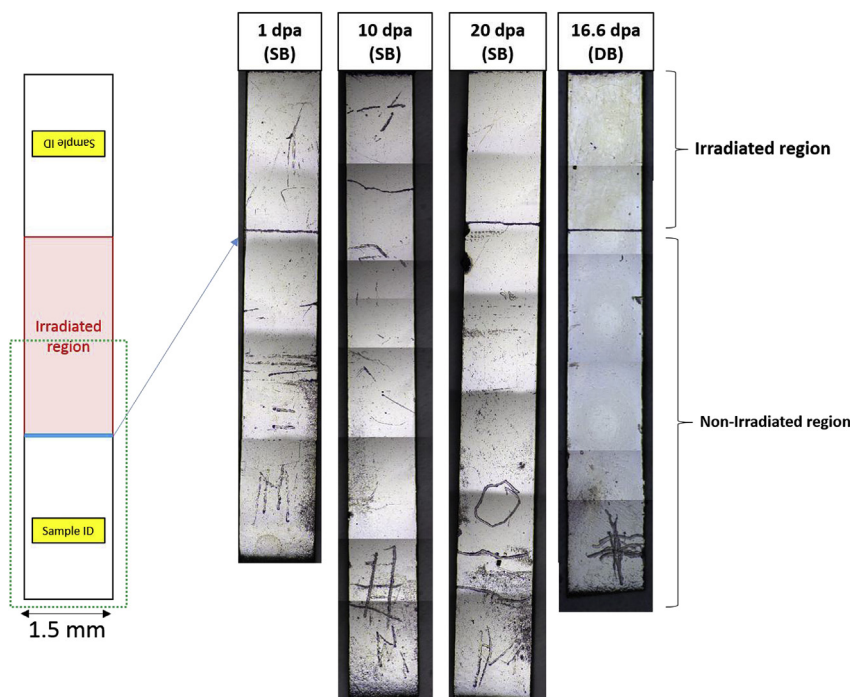 1 dpa
(SB)
10 dpa
(SB)
20 dpa
(SB)
16.6 dpa
(DB)
Sample ID
Irradiated
region
Sample ID
1.5 mm
Irradiated region
Non-Irradiated region